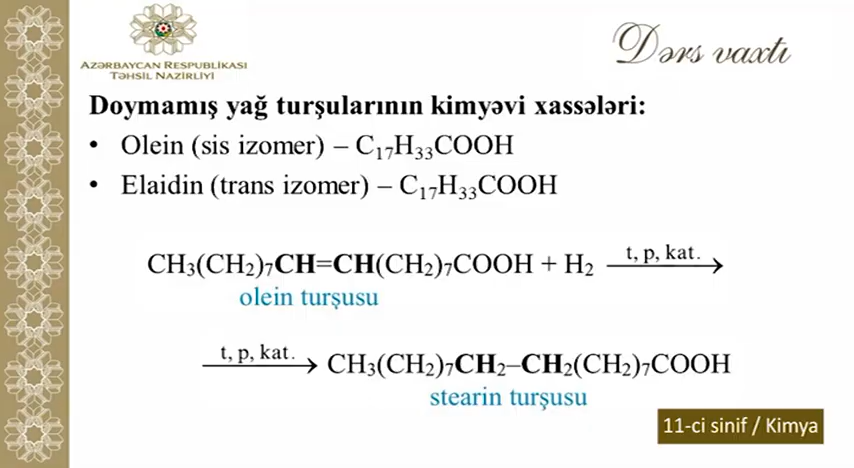 AZƏRBAYCAN RESPUBLİKASI
TƏHSİL NAZİRLİYİ
Dərs vaxtı
Doymamış yağ turşularının kimyəvi xassələri:
• Olein (sis izomer) – C₁₇H₃₃COOH
• Elaidin (trans izomer) – C₁₇H₃₃COOH
CH₃(CH₂)₇CH=CH(CH₂)₇COOH + H₂ t, p, kat. →
olein turşusu
t, p, kat. → CH₃(CH₂)₇CH₂–CH₂(CH₂)₇COOH
stearin turşusu
11-ci sinif / Kimya